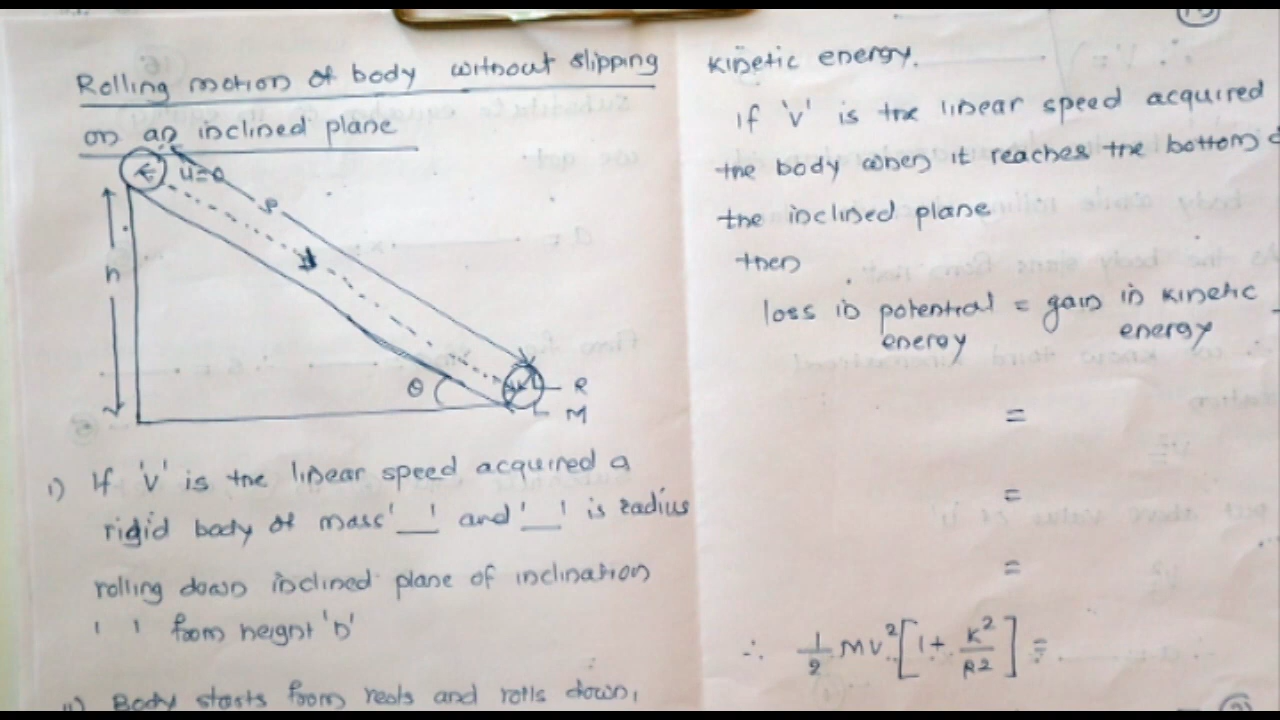 Rolling motion of body without slipping
on an inclined plane
u=0
s
h
θ
R
M
i) If 'v' is the linear speed acquired a
rigid body of mass '__' and '__' is radius
rolling down inclined plane of inclination
' ' from height 'h'
ii) Body starts from rests and rolls down,
kinetic energy.
if 'v' is the linear speed acquired
the body when it reaches the bottom
the inclined plane
then
loss in potential = gain in kinetic
energy energy
=
=
=
∴ 1/2 MV²[1+ K²/R²] =